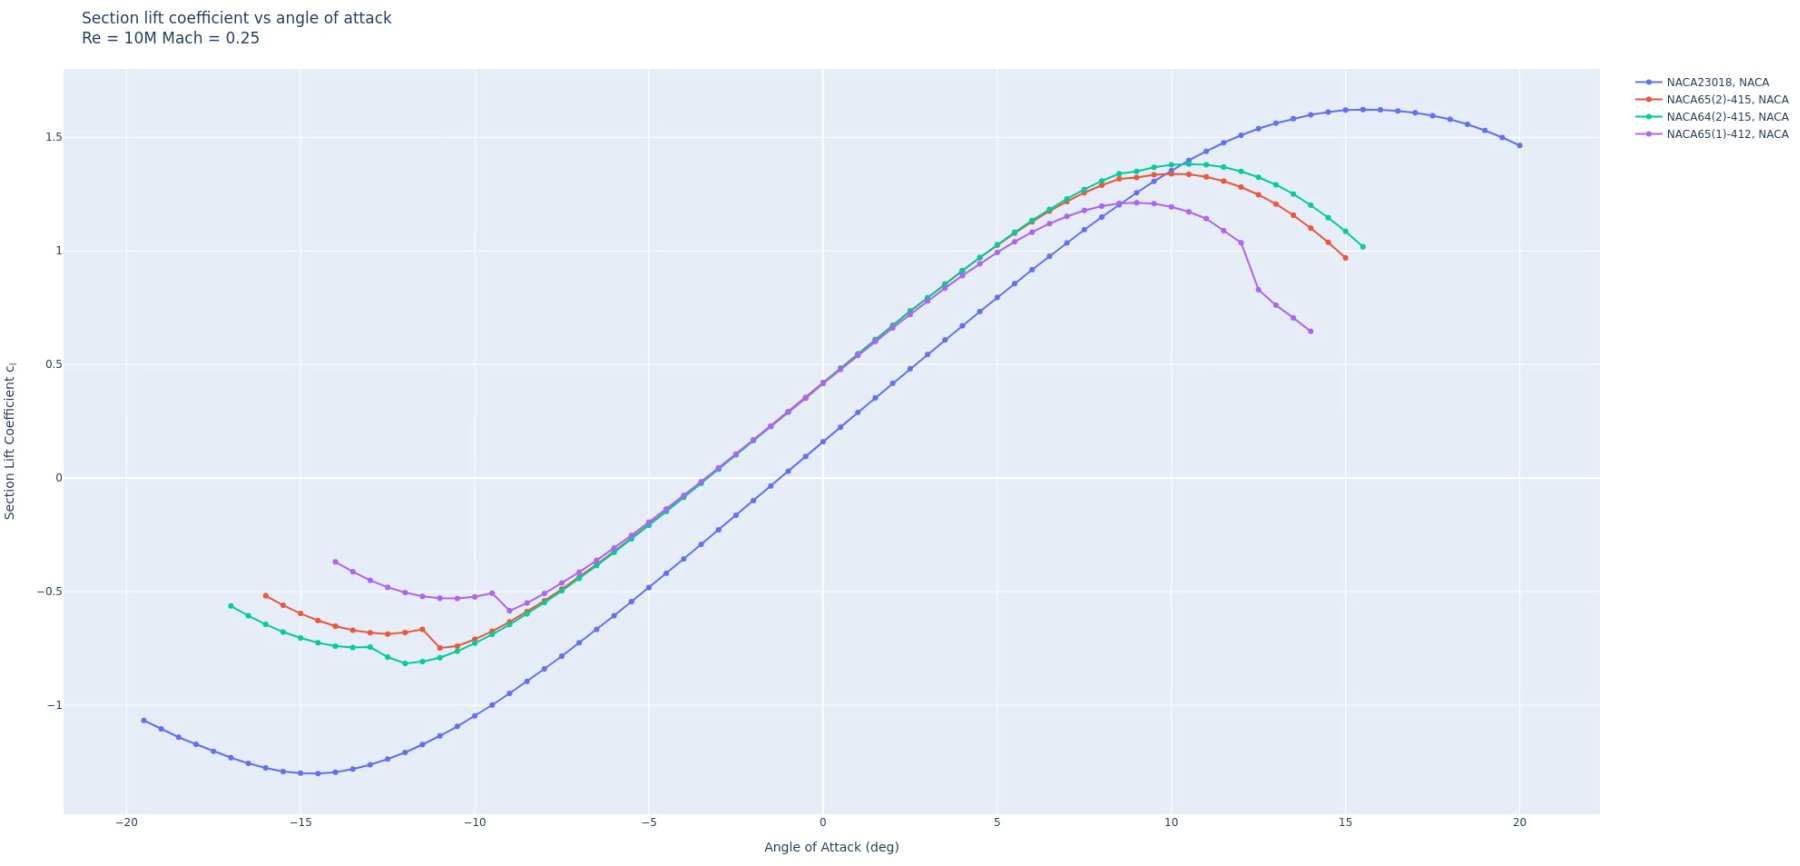 Section lift coefficient vs angle of attack
Re = 10M Mach = 0.25
NACA23018, NACA
NACA65(2)-415, NACA
NACA64(2)-415, NACA
NACA65(1)-412, NACA
1.5
1
0.5
0
−0.5
−1
Section Lift Coefficient cl
−20
−15
−10
−5
0
5
10
15
20
Angle of Attack (deg)